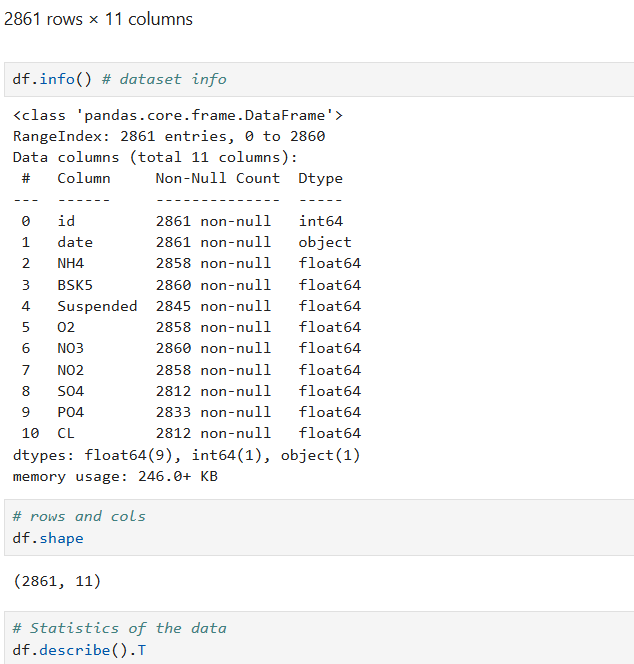 2861 rows × 11 columns
df.info() # dataset info
<class 'pandas.core.frame.DataFrame'>
RangeIndex: 2861 entries, 0 to 2860
Data columns (total 11 columns):
 #   Column     Non-Null Count  Dtype
---  ------     --------------  -----
 0   id         2861 non-null   int64
 1   date       2861 non-null   object
 2   NH4        2858 non-null   float64
 3   BSK5       2860 non-null   float64
 4   Suspended  2845 non-null   float64
 5   O2         2858 non-null   float64
 6   NO3        2860 non-null   float64
 7   NO2        2858 non-null   float64
 8   SO4        2812 non-null   float64
 9   PO4        2833 non-null   float64
 10  CL         2812 non-null   float64
dtypes: float64(9), int64(1), object(1)
memory usage: 246.0+ KB
# rows and cols
df.shape
(2861, 11)
# Statistics of the data
df.describe().T